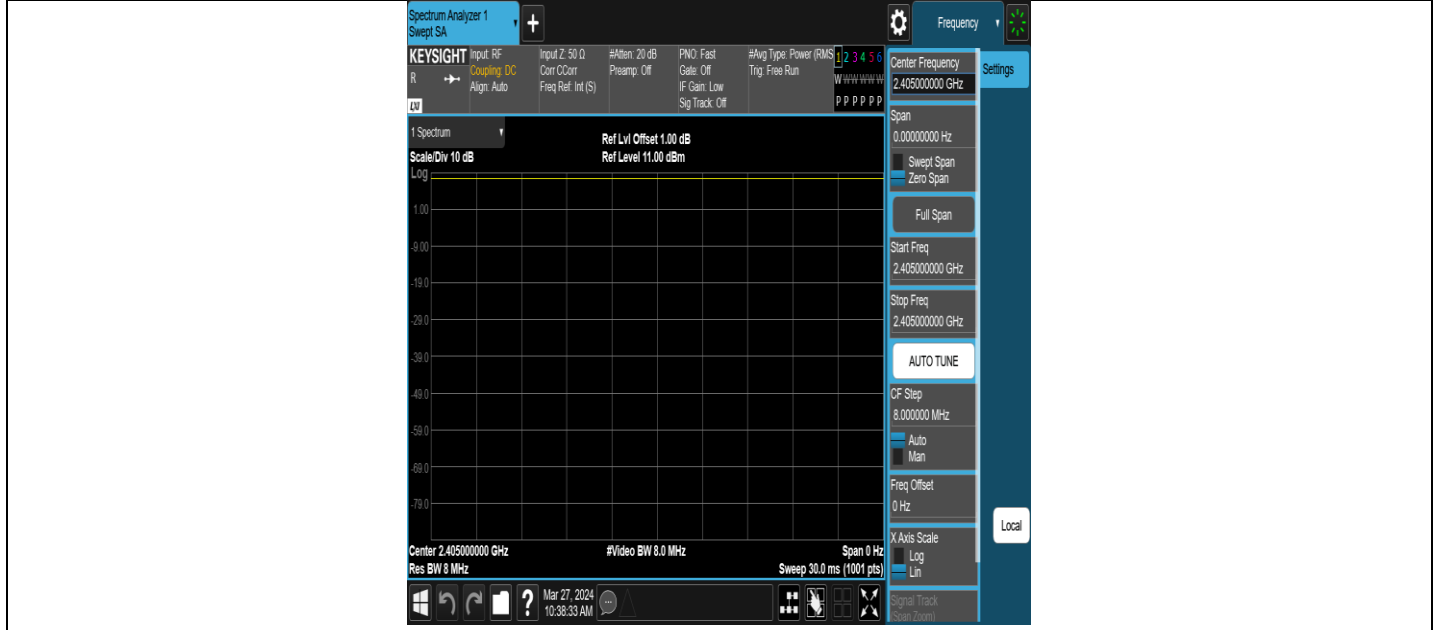 Spectrum Analyzer 1
Swept SA
+
Frequency
KEYSIGHT
R
LXI
Input: RF
Coupling: DC
Align: Auto
Input Z: 50 Ω
Corr CCorr
Freq Ref: Int (S)
#Atten: 20 dB
Preamp: Off
PNO: Fast
Gate: Off
IF Gain: Low
Sig Track: Off
#Avg Type: Power (RMS
Trig: Free Run
1 2 3 4 5 6
W W W W W W
P P P P P P
1 Spectrum
Scale/Div 10 dB
Ref Lvl Offset 1.00 dB
Ref Level 11.00 dBm
Log
1.00
-9.00
-19.0
-29.0
-39.0
-49.0
-59.0
-69.0
-79.0
Center 2.405000000 GHz
#Video BW 8.0 MHz
Span 0 Hz
Res BW 8 MHz
Sweep 30.0 ms (1001 pts)
?
Mar 27, 2024
10:38:33 AM
Center Frequency
2.405000000 GHz
Settings
Span
0.00000000 Hz
Swept Span
Zero Span
Full Span
Start Freq
2.405000000 GHz
Stop Freq
2.405000000 GHz
AUTO TUNE
CF Step
8.000000 MHz
Auto
Man
Freq Offset
0 Hz
X Axis Scale
Log
Lin
Local
Signal Track
(Span Zoom)